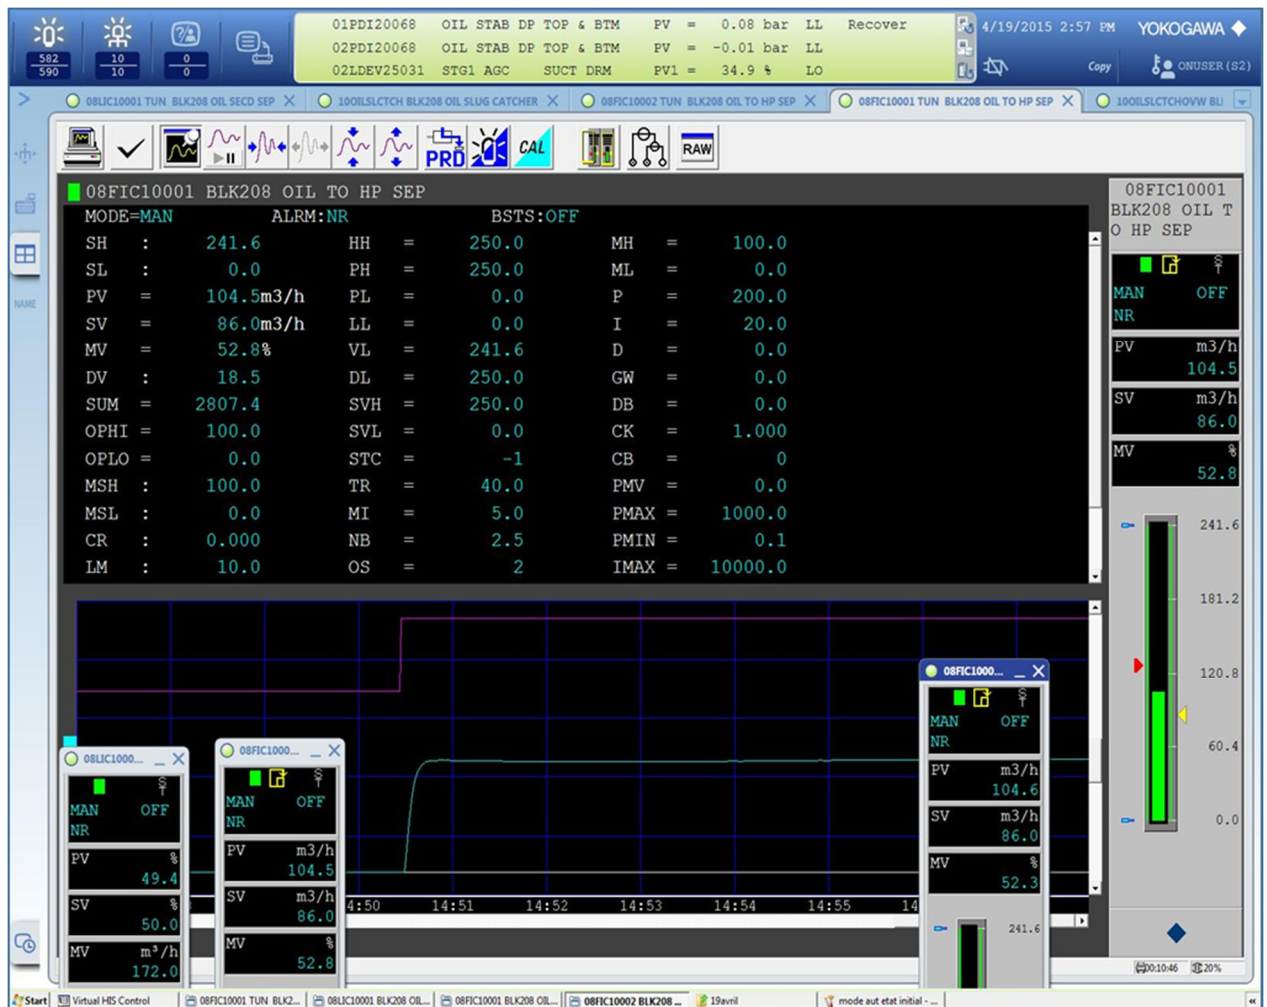 01PDI20068 OIL STAB DP TOP & BTM PV = 0.08 bar LL Recover
02PDI20068 OIL STAB DP TOP & BTM PV = -0.01 bar LL
02LDEV25031 STG1 AGC SUCT DRM PV1 = 34.9 % LO
4/19/2015 2:57 PM YOKOGAWA
582 10 0
590 10 0
Copy ONUSER (S2)
08LIC10001 TUN BLK208 OIL SECD SEP
10OILSLCTCH BLK208 OIL SLUG CATCHER
08FIC10002 TUN BLK208 OIL TO HP SEP
08FIC10001 TUN BLK208 OIL TO HP SEP
10OILSLCTCHOVW BLI
PRD CAL RAW
NAME
08FIC10001 BLK208 OIL TO HP SEP
MODE=MAN ALRM:NR BSTS:OFF
SH : 241.6 HH = 250.0 MH = 100.0
SL : 0.0 PH = 250.0 ML = 0.0
PV = 104.5m3/h PL = 0.0 P = 200.0
SV = 86.0m3/h LL = 0.0 I = 20.0
MV = 52.8% VL = 241.6 D = 0.0
DV : 18.5 DL = 250.0 GW = 0.0
SUM = 2807.4 SVH = 250.0 DB = 0.0
OPHI = 100.0 SVL = 0.0 CK = 1.000
OPLO = 0.0 STC = -1 CB = 0
MSH : 100.0 TR = 40.0 PMV = 0.0
MSL : 0.0 MI = 5.0 PMAX = 1000.0
CR : 0.000 NB = 2.5 PMIN = 0.1
LM : 10.0 OS = 2 IMAX = 10000.0
08FIC10001
BLK208 OIL T
O HP SEP
MAN OFF
NR
PV m3/h
104.5
SV m3/h
86.0
MV %
52.8
241.6
181.2
120.8
60.4
0.0
08LIC1000...
MAN OFF
NR
PV %
49.4
SV %
50.0
MV m³/h
172.0
08FIC1000...
MAN OFF
NR
PV m3/h
104.5
SV m3/h
86.0
MV %
52.8
08FIC1000...
MAN OFF
NR
PV m3/h
104.6
SV m3/h
86.0
MV %
52.3
241.6
4:50 14:51 14:52 14:53 14:54 14:55 14
00:10:46 20%
Start Virtual HIS Control 08FIC10001 TUN BLK2... 08LIC10001 BLK208 OIL... 08FIC10001 BLK208 OIL... 08FIC10002 BLK208 ... 19avril mode aut etat initial - ...